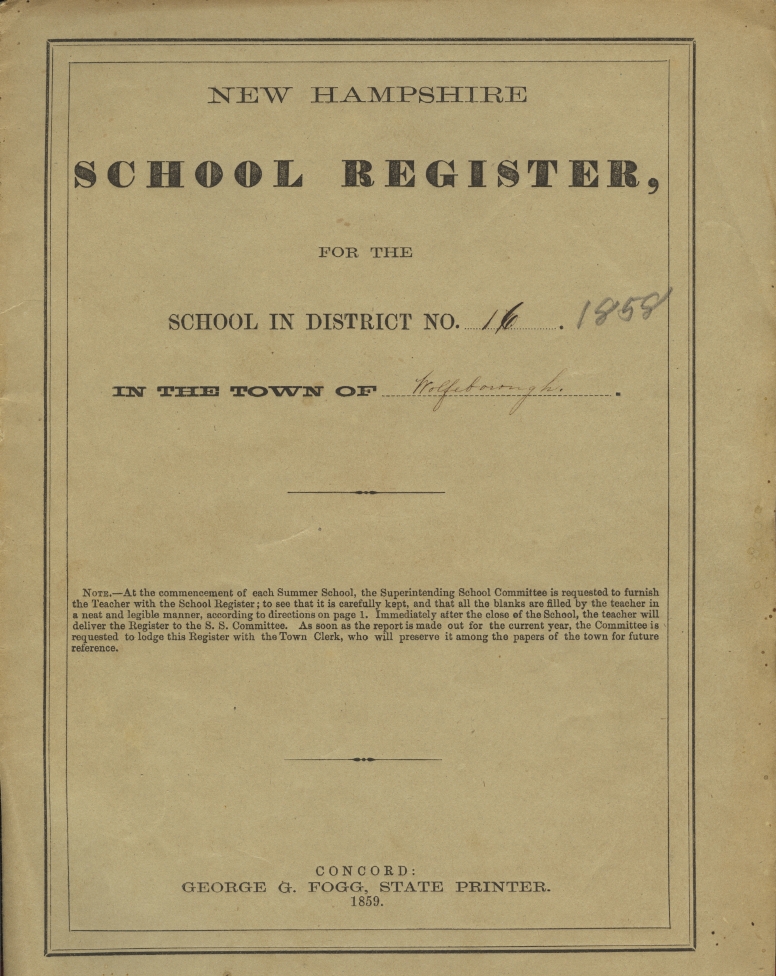 NEW HAMPSHIRE
SCHOOL REGISTER,
FOR THE
SCHOOL IN DISTRICT NO. 16. 1858
IN THE TOWN OF Wolfeborough.
NOTE.—At the commencement of each Summer School, the Superintending School Committee is requested to furnish
the Teacher with the School Register; to see that it is carefully kept, and that all the blanks are filled by the teacher in
a neat and legible manner, according to directions on page 1. Immediately after the close of the School, the teacher will
deliver the Register to the S. S. Committee. As soon as the report is made out for the current year, the Committee is
requested to lodge this Register with the Town Clerk, who will preserve it among the papers of the town for future
reference.
CONCORD:
GEORGE G. FOGG, STATE PRINTER.
1859.